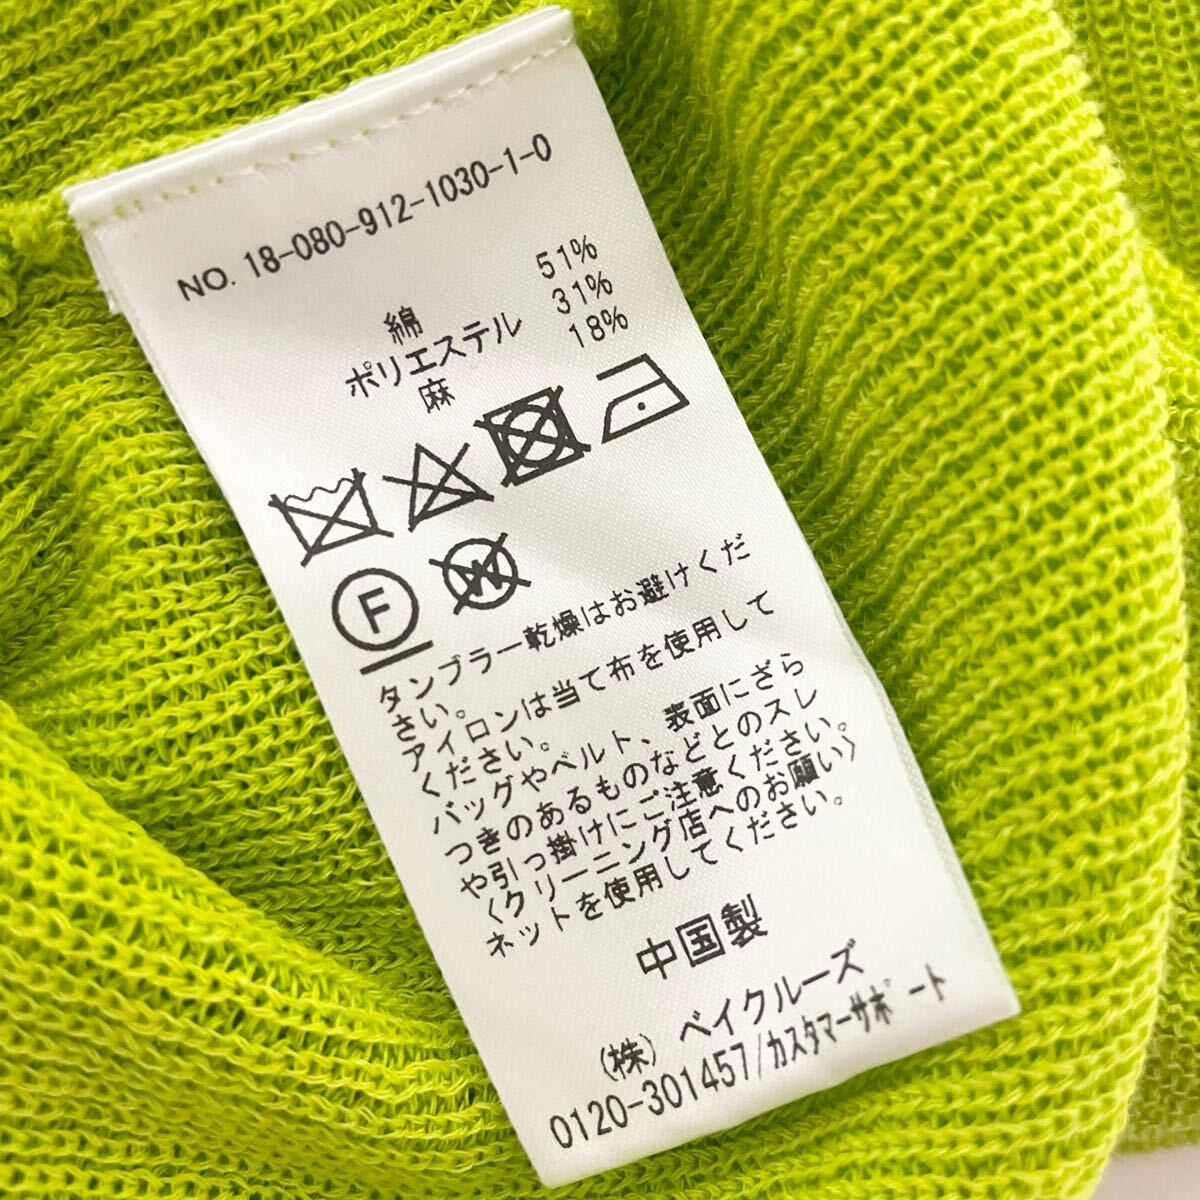 NO. 18-080-912-1030-1-0
綿 51%
ポリエステル 31%
麻 18%
F W
タンブラー乾燥はお避けくだ
さい。
アイロンは当て布を使用して
ください。
バッグやベルト、表面にざら
つきのあるものなどとのスレ
や引っ掛けにご注意ください。
〈クリーニング店へのお願い〉
ネットを使用してください。
中国製
(株) ベイクルーズ
0120-301457/カスタマーサポート